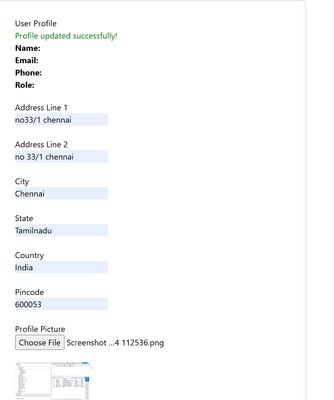 User Profile
Profile updated successfully!
Name:
Email:
Phone:
Role:
Address Line 1
no33/1 chennai
Address Line 2
no 33/1 chennai
City
Chennai
State
Tamilnadu
Country
India
Pincode
600053
Profile Picture
Choose File Screenshot ...4 112536.png